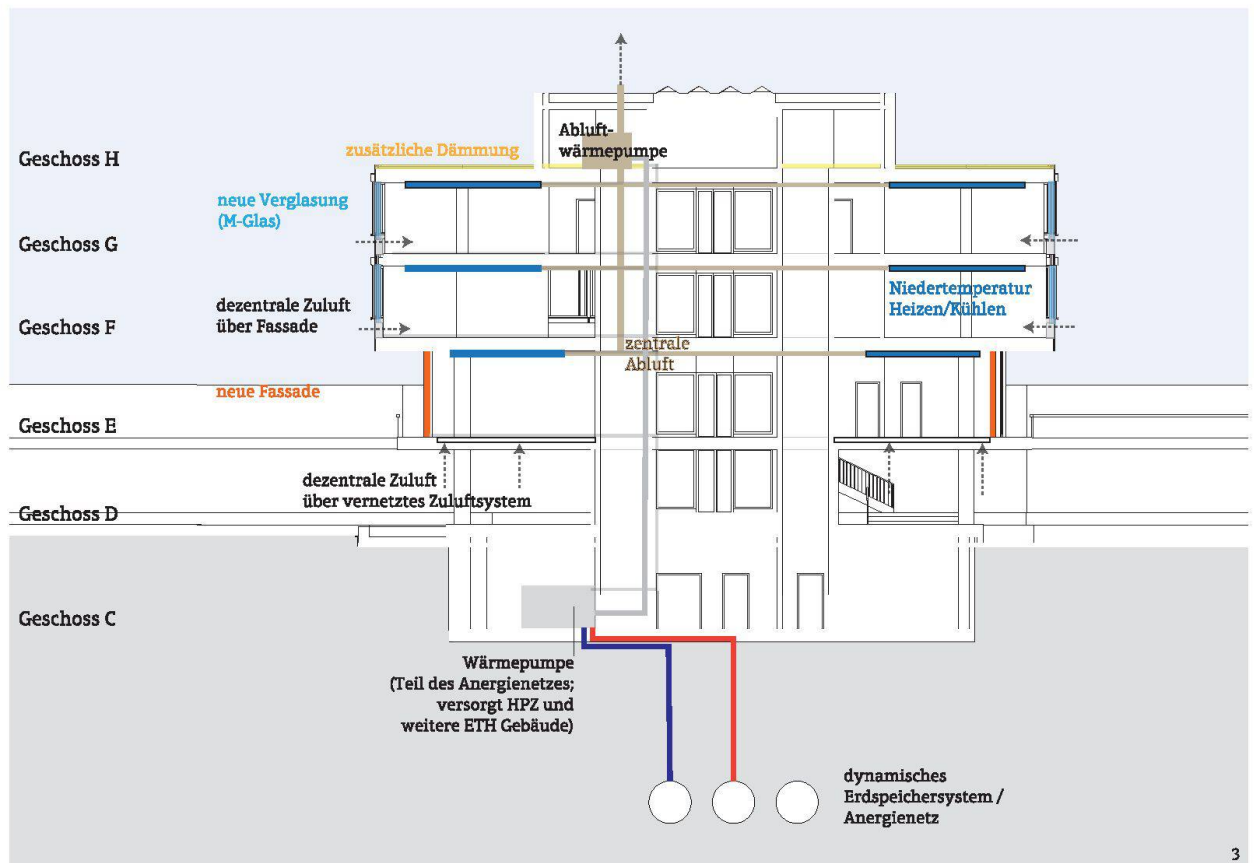 Abluft-
wärmepumpe
Geschoss H
zusätzliche Dämmung
neue Verglasung
(M-Glas)
Geschoss G
dezentrale Zuluft
über Fassade
Niedertemperatur
Heizen/Kühlen
Geschoss F
zentrale
Abluft
neue Fassade
Geschoss E
dezentrale Zuluft
über vernetztes Zuluftsystem
Geschoss D
Geschoss C
Wärmepumpe
(Teil des Anergienetzes;
versorgt HPZ und
weitere ETH Gebäude)
dynamisches
Erdspeichersystem /
Anergienetz
3